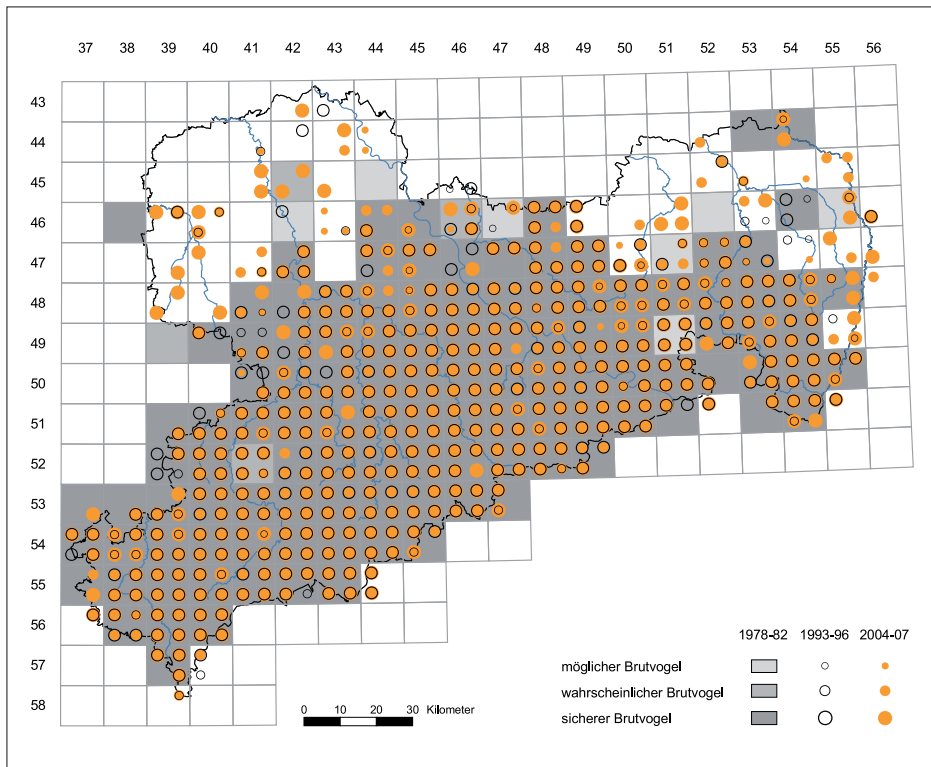 37 38 39 40 41 42 43 44 45 46 47 48 49 50 51 52 53 54 55 56
43
44
45
46
47
48
49
50
51
52
53
54
55
56
57
58
1978-82 1993-96 2004-07
möglicher Brutvogel
wahrscheinlicher Brutvogel
sicherer Brutvogel
Kilometer
0 10 20 30